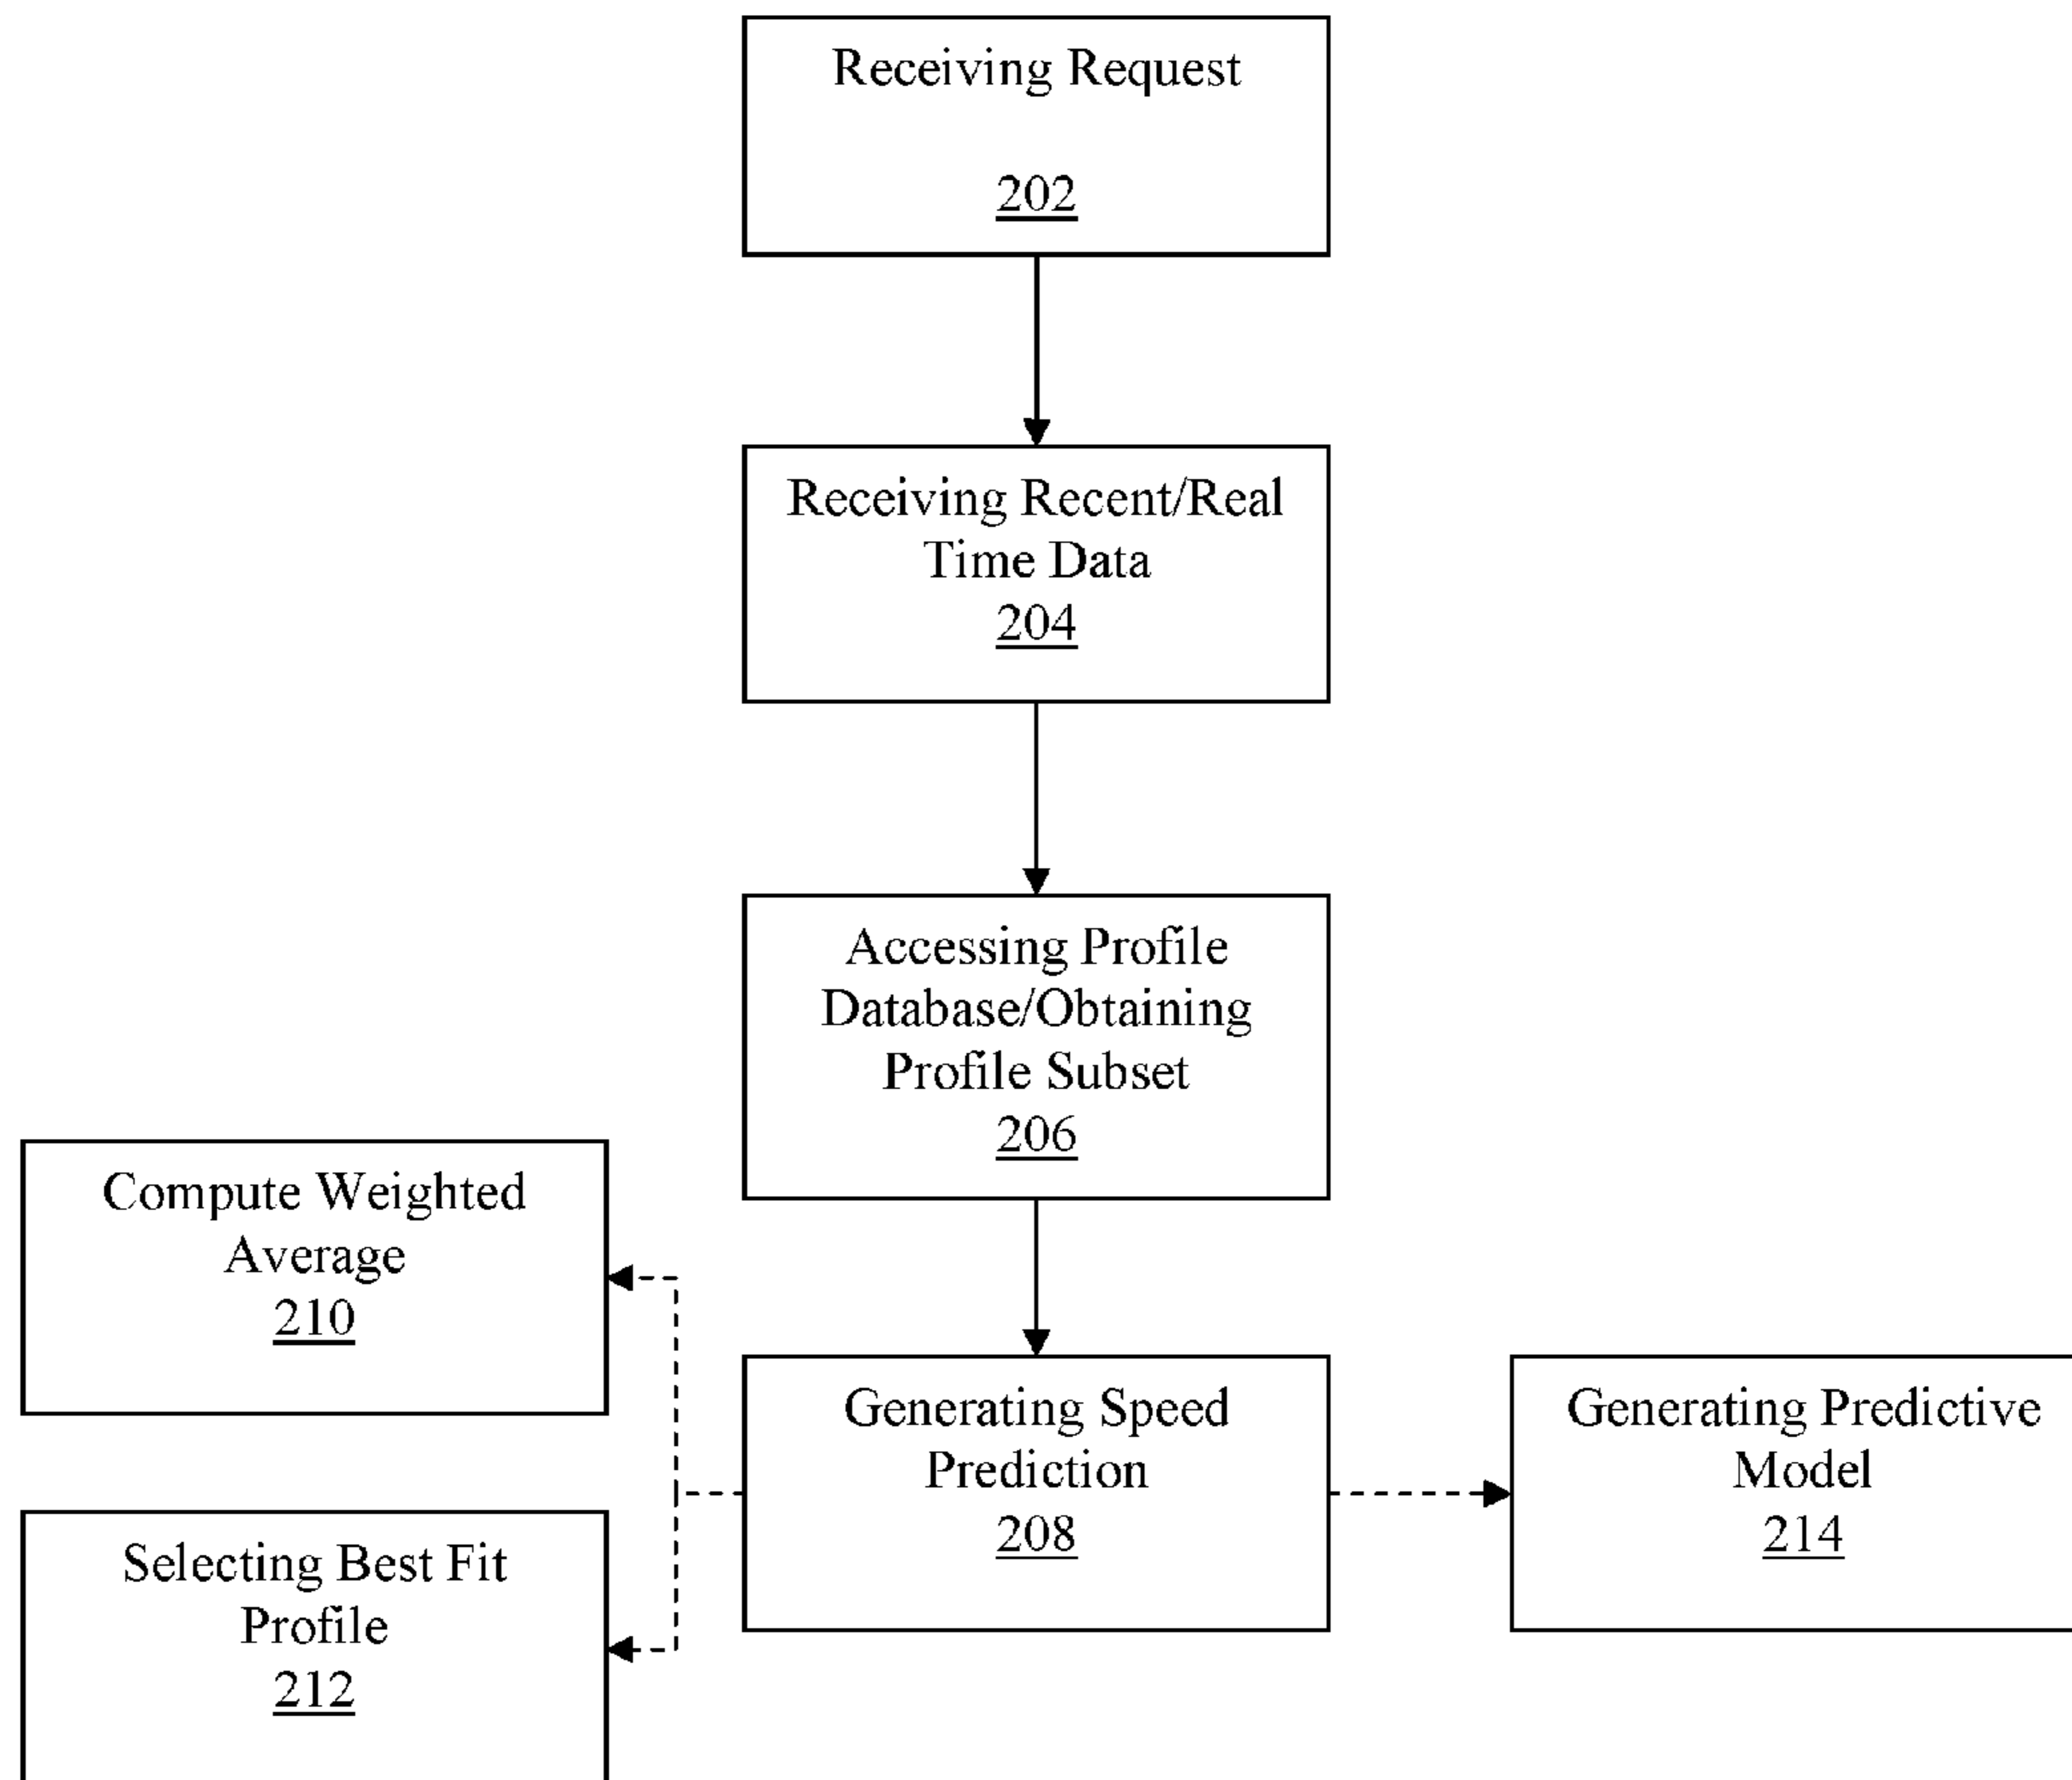 Receiving Request
202
Receiving Recent/Real
Time Data
204
Accessing Profile
Database/Obtaining
Profile Subset
206
Compute Weighted
Average
210
Generating Speed
Prediction
208
Generating Predictive
Model
214
Selecting Best Fit
Profile
212